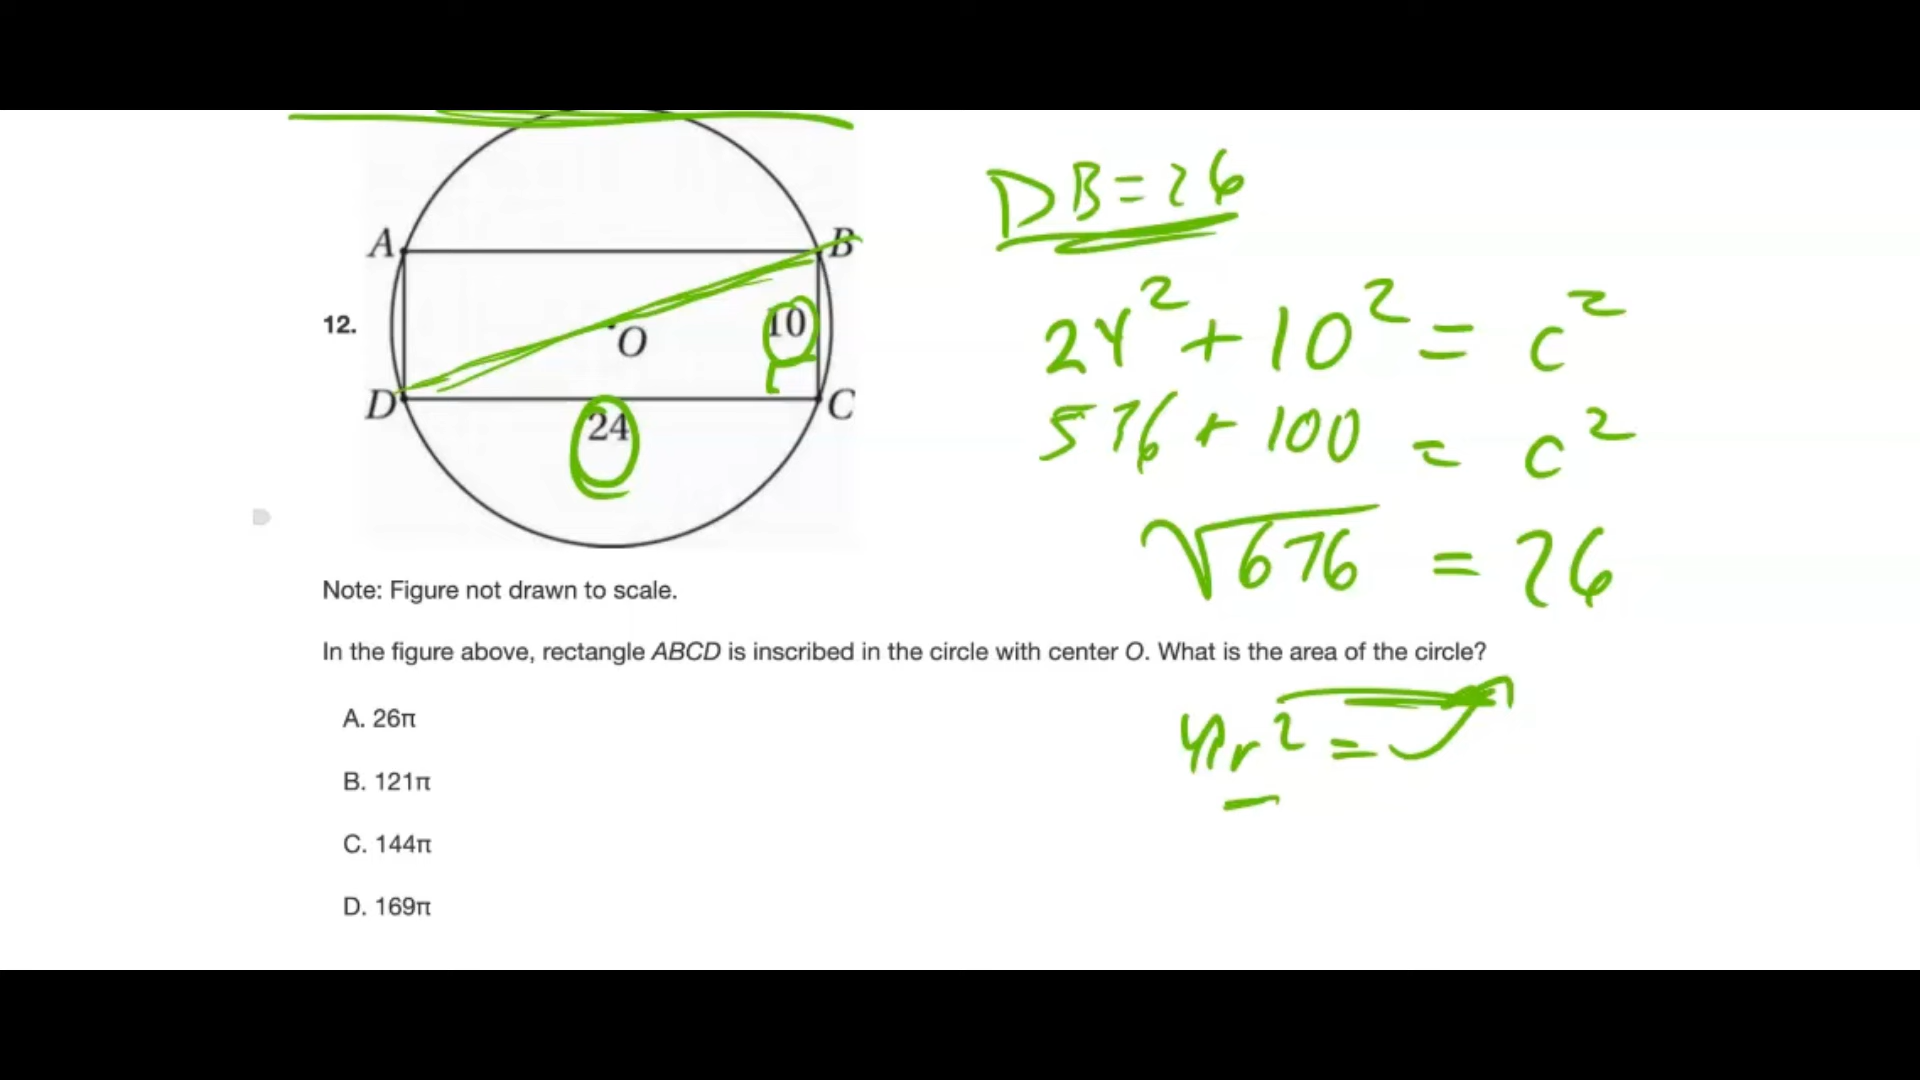 A
B
12.
10
O
D
C
24
Note: Figure not drawn to scale.
In the figure above, rectangle ABCD is inscribed in the circle with center O. What is the area of the circle?
A. 26π
B. 121π
C. 144π
D. 169π
DB=26
24² + 10² = c²
576 + 100 = c²
√676 = 26
πr² =